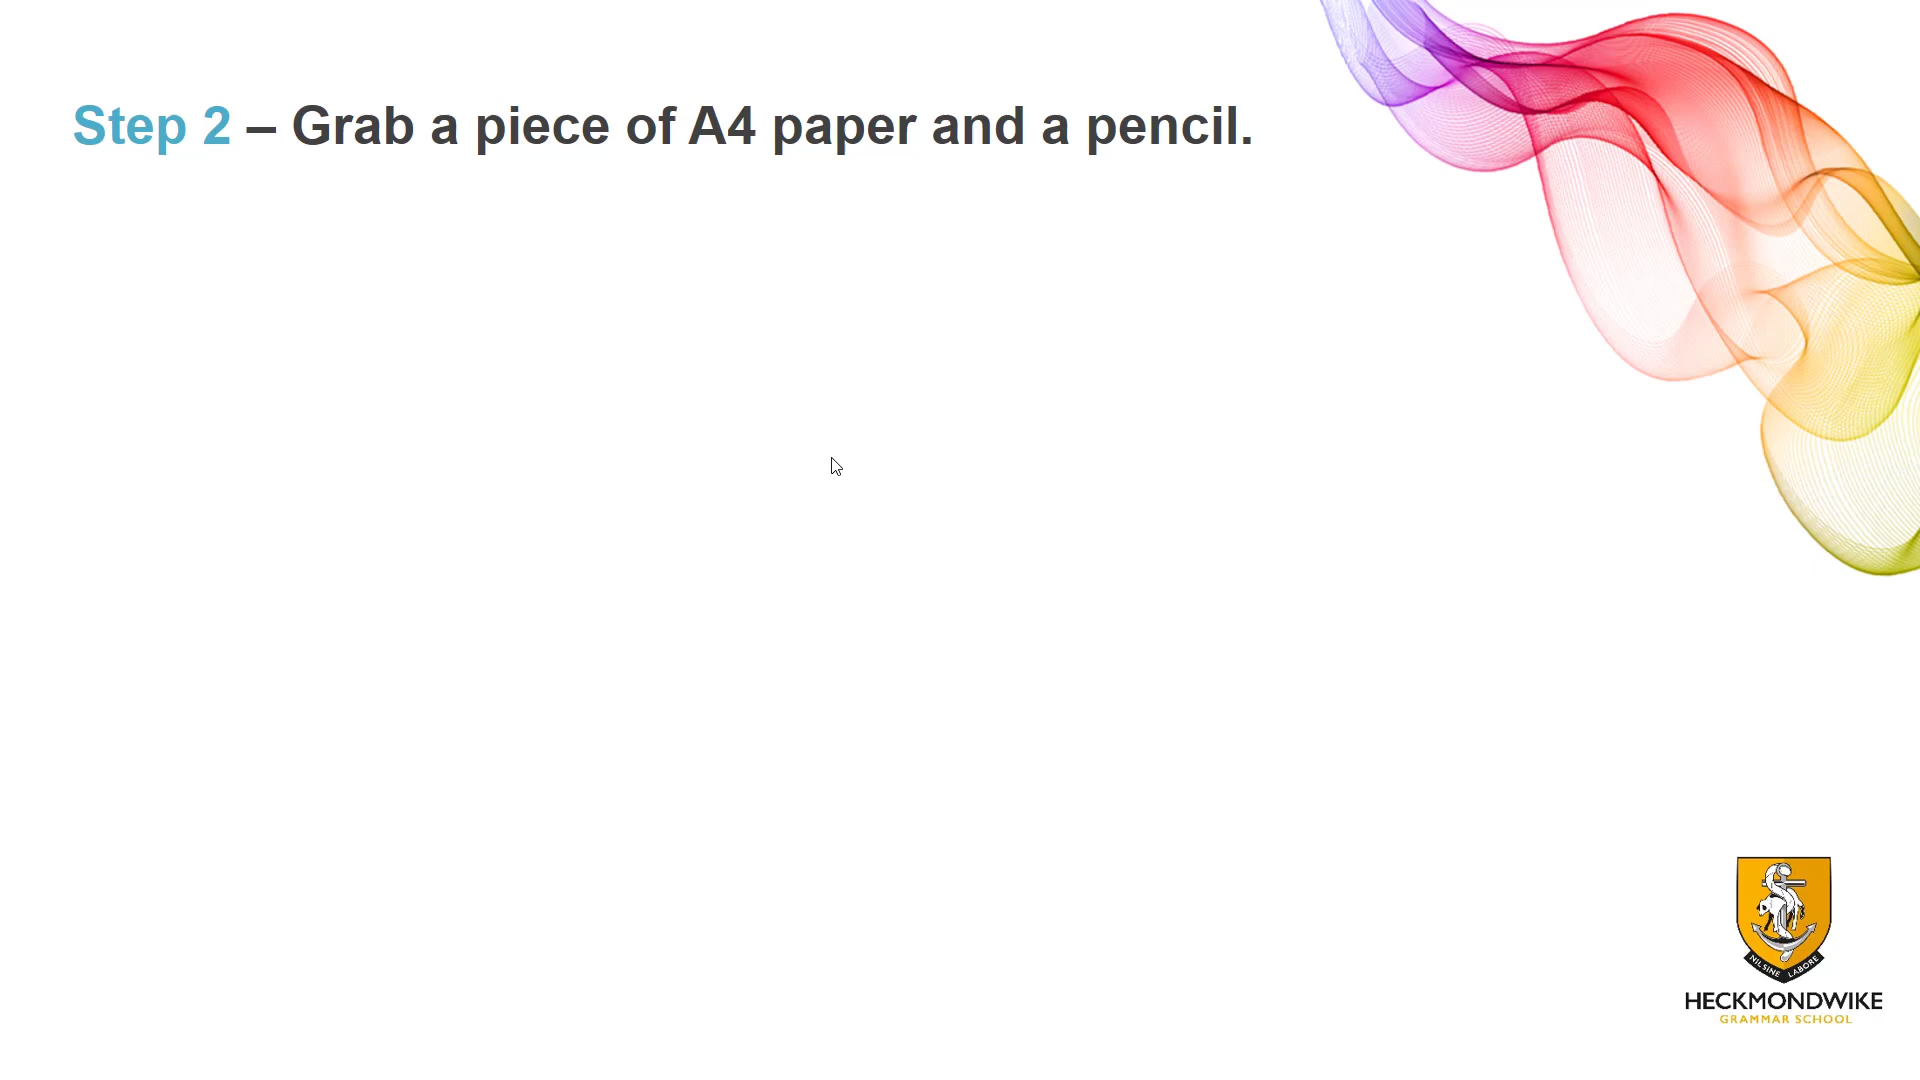 Step 2 – Grab a piece of A4 paper and a pencil.
NIL SINE LABORE
HECKMONDWIKE
GRAMMAR SCHOOL